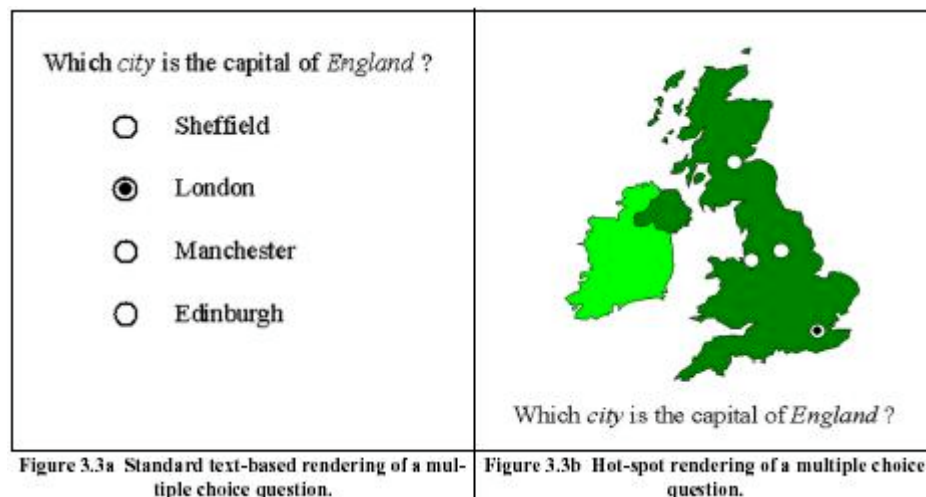 Which city is the capital of England ?
Sheffield
London
Manchester
Edinburgh
Which city is the capital of England ?
Figure 3.3a Standard text-based rendering of a mul-
tiple choice question.
Figure 3.3b Hot-spot rendering of a multiple choice
question.